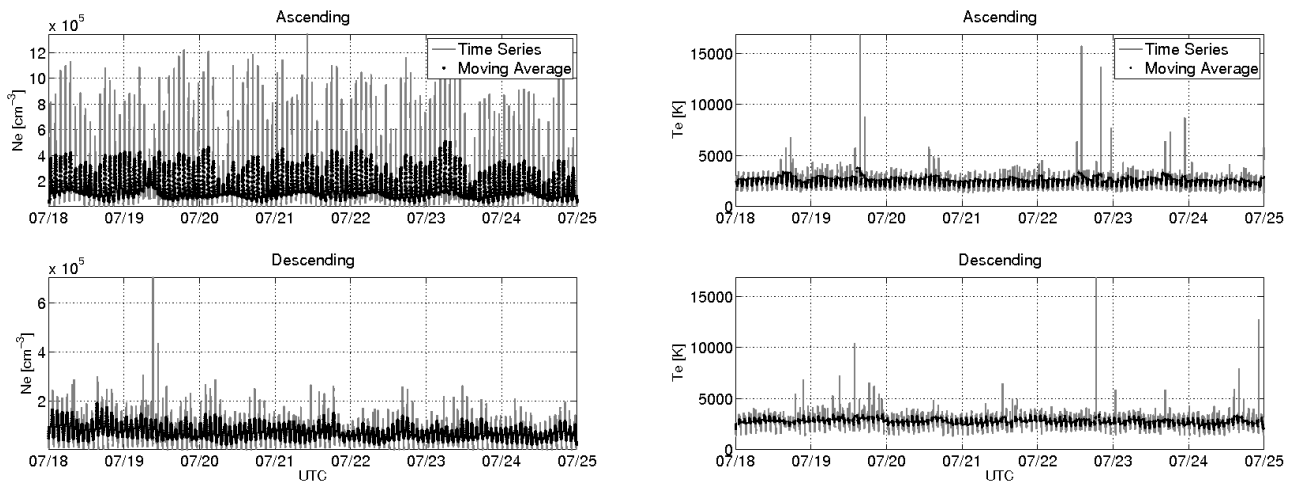 Ascending
x 10^5
12
10
8
6
4
2
Ne [cm^-3]
Time Series
Moving Average
07/18 07/19 07/20 07/21 07/22 07/23 07/24 07/25
Ascending
15000
10000
5000
0
Te [K]
Time Series
Moving Average
07/18 07/19 07/20 07/21 07/22 07/23 07/24 07/25
Descending
x 10^5
6
4
2
Ne [cm^-3]
07/18 07/19 07/20 07/21 07/22 07/23 07/24 07/25
UTC
Descending
15000
10000
5000
0
Te [K]
07/18 07/19 07/20 07/21 07/22 07/23 07/24 07/25
UTC